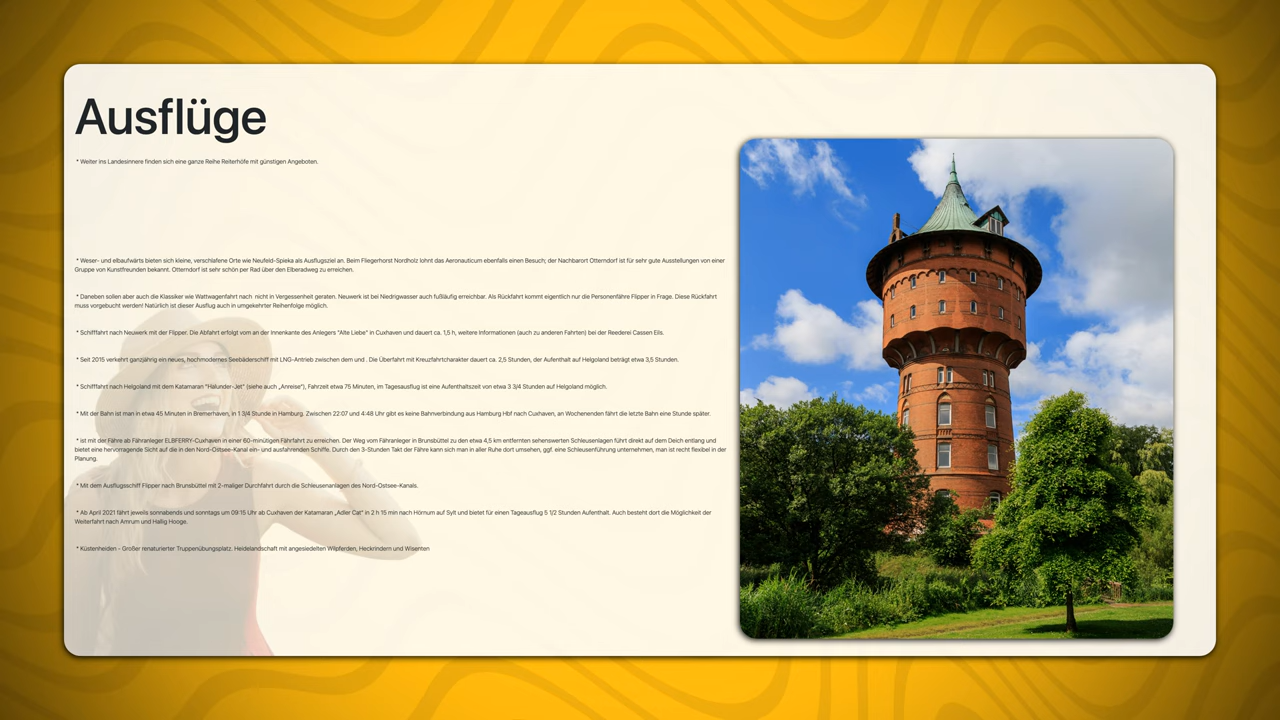 Ausflüge
* Weiter ins Landesinnere finden sich eine ganze Reihe Reiterhöfe mit günstigen Angeboten.
* Weser- und elbaufwärts bieten sich kleine, verschlafene Orte wie Neufeld-Spieka als Ausflugsziel an. Beim Fliegerhorst Nordholz lohnt das Aeronauticum ebenfalls einen Besuch; der Nachbarort Otterndorf ist für sehr gute Ausstellungen von einer
Gruppe von Kunstfreunden bekannt. Otterndorf ist sehr schön per Rad über den Elberadweg zu erreichen.
* Daneben sollen aber auch die Klassiker wie Wattwagenfahrt nach nicht in Vergessenheit geraten. Neuwerk ist bei Niedrigwasser auch fußläufig erreichbar. Als Rückfahrt kommt eigentlich nur die Personenfähre Flipper in Frage. Diese Rückfahrt
muss vorgebucht werden! Natürlich ist dieser Ausflug auch in umgekehrter Reihenfolge möglich.
* Schifffahrt nach Neuwerk mit der Flipper. Die Abfahrt erfolgt vom an der Innenkante des Anlegers "Alte Liebe" in Cuxhaven und dauert ca. 1,5 h, weitere Informationen (auch zu anderen Fahrten) bei der Reederei Cassen Eils.
* Seit 2015 verkehrt ganzjährig ein neues, hochmodernes Seebäderschiff mit LNG-Antrieb zwischen dem und . Die Überfahrt mit Kreuzfahrtcharakter dauert ca. 2,5 Stunden, der Aufenthalt auf Helgoland beträgt etwa 3,5 Stunden.
* Schifffahrt nach Helgoland mit dem Katamaran "Halunder-Jet" (siehe auch „Anreise"), Fahrzeit etwa 75 Minuten, im Tagesausflug ist eine Aufenthaltszeit von etwa 3 3/4 Stunden auf Helgoland möglich.
* Mit der Bahn ist man in etwa 45 Minuten in Bremerhaven, in 1 3/4 Stunde in Hamburg. Zwischen 22:07 und 4:48 Uhr gibt es keine Bahnverbindung aus Hamburg Hbf nach Cuxhaven, an Wochenenden fährt die letzte Bahn eine Stunde später.
* ist mit der Fähre ab Fähranleger ELBFERRY-Cuxhaven in einer 60-minütigen Fährfahrt zu erreichen. Der Weg vom Fähranleger in Brunsbüttel zu den etwa 4,5 km entfernten sehenswerten Schleusenanlagen führt direkt auf dem Deich entlang und
bietet eine hervorragende Sicht auf die in den Nord-Ostsee-Kanal ein- und ausfahrenden Schiffe. Durch den 3-Stunden Takt der Fähre kann sich man in aller Ruhe dort umsehen, ggf. eine Schleusenführung unternehmen, man ist recht flexibel in der
Planung.
* Mit dem Ausflugsschiff Flipper nach Brunsbüttel mit 2-maliger Durchfahrt durch die Schleusenanlagen des Nord-Ostsee-Kanals.
* Ab April 2021 fährt jeweils sonnabends und sonntags um 09:15 Uhr ab Cuxhaven der Katamaran „Adler Cat" in 2 h 15 min nach Hörnum auf Sylt und bietet für einen Tageausflug 5 1/2 Stunden Aufenthalt. Auch besteht dort die Möglichkeit der
Weiterfahrt nach Amrum und Hallig Hooge.
* Küstenheiden - Großer renaturierter Truppenübungsplatz. Heidelandschaft mit angesiedelten Wilpferden, Heckrindern und Wisenten